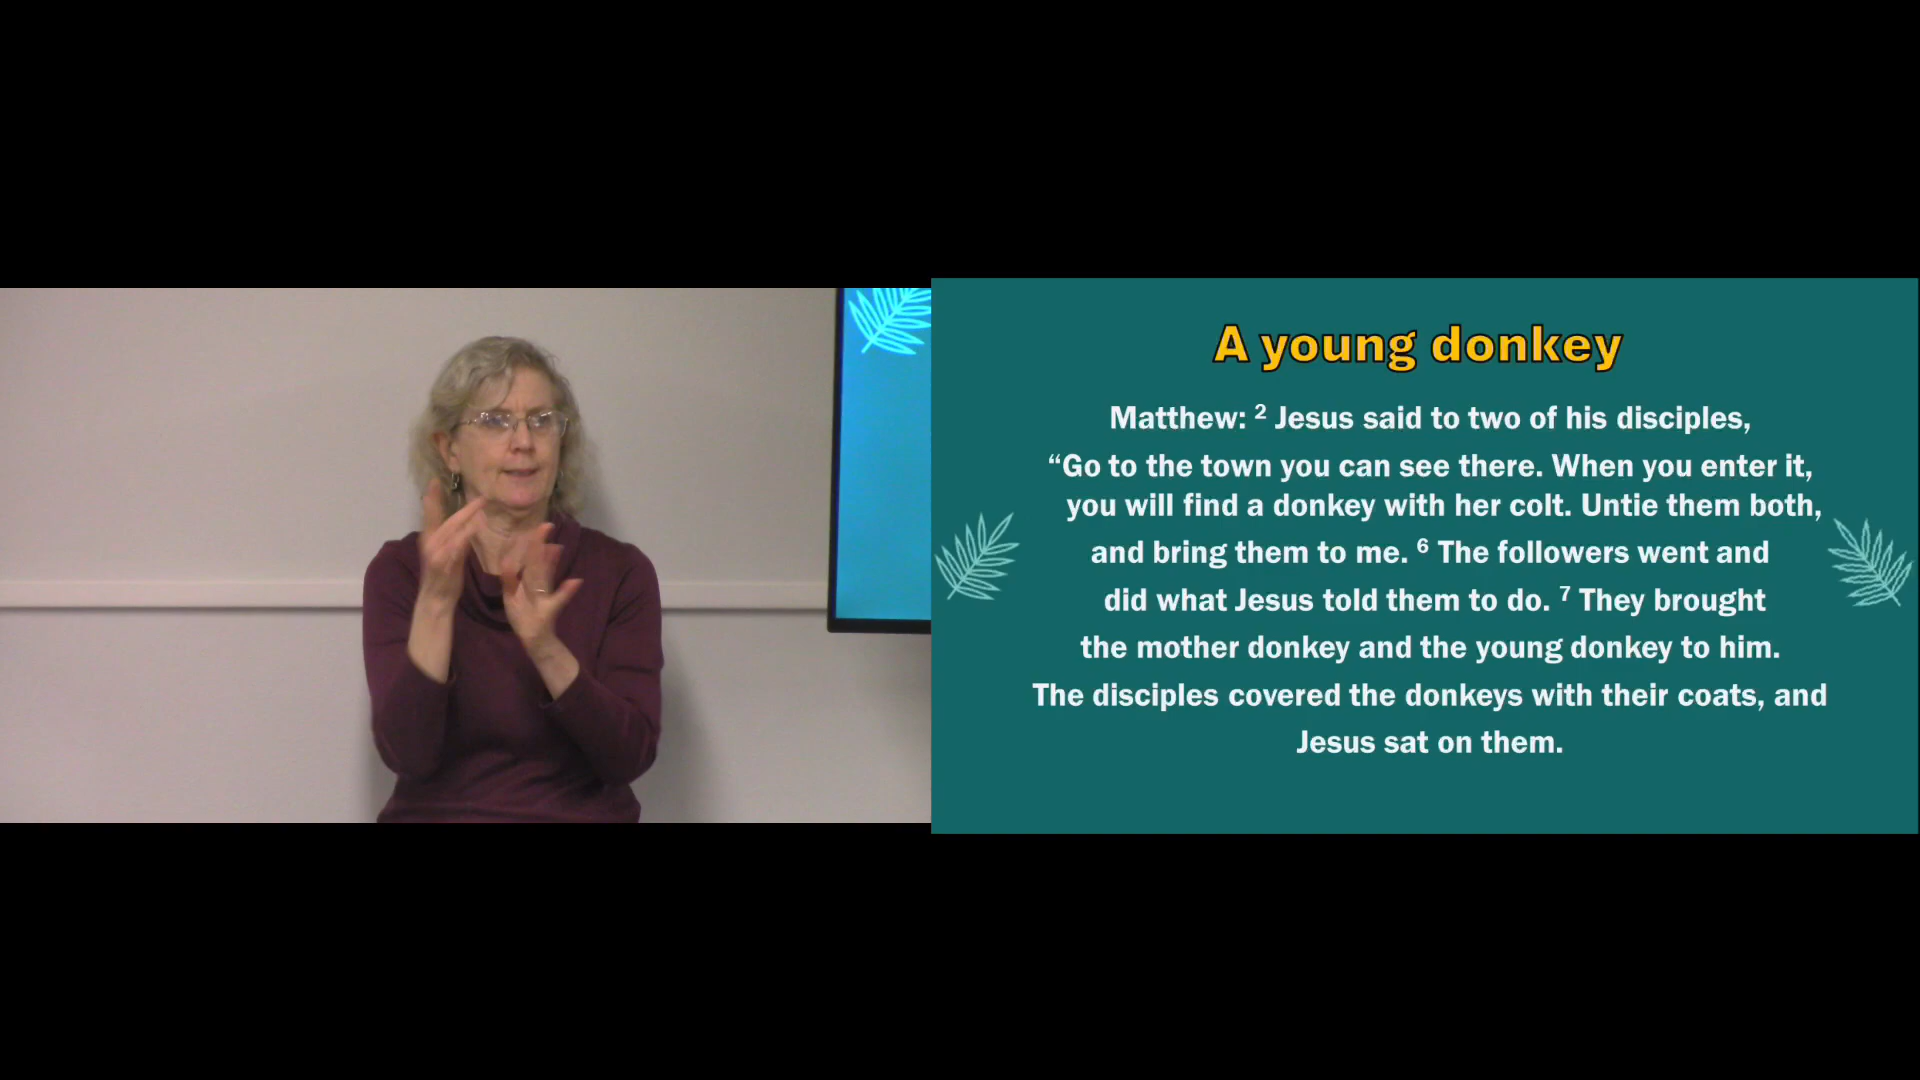 A young donkey
Matthew: 2 Jesus said to two of his disciples,
“Go to the town you can see there. When you enter it,
you will find a donkey with her colt. Untie them both,
and bring them to me. 6 The followers went and
did what Jesus told them to do. 7 They brought
the mother donkey and the young donkey to him.
The disciples covered the donkeys with their coats, and
Jesus sat on them.